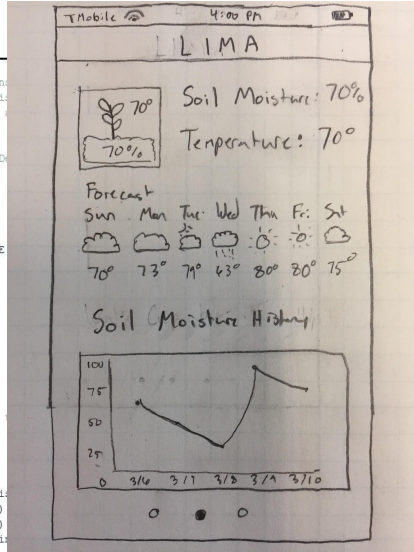 TMobile 4:00 PM
LIMA
70°
70%
Soil Moisture: 70%
Temperature: 70°
Forecast
Sun Mon Tue Wed Thu Fri Sat
70° 73° 79° 63° 80° 80° 75°
Soil Moisture History
100
75
50
25
0 3/6 3/7 3/8 3/9 3/10